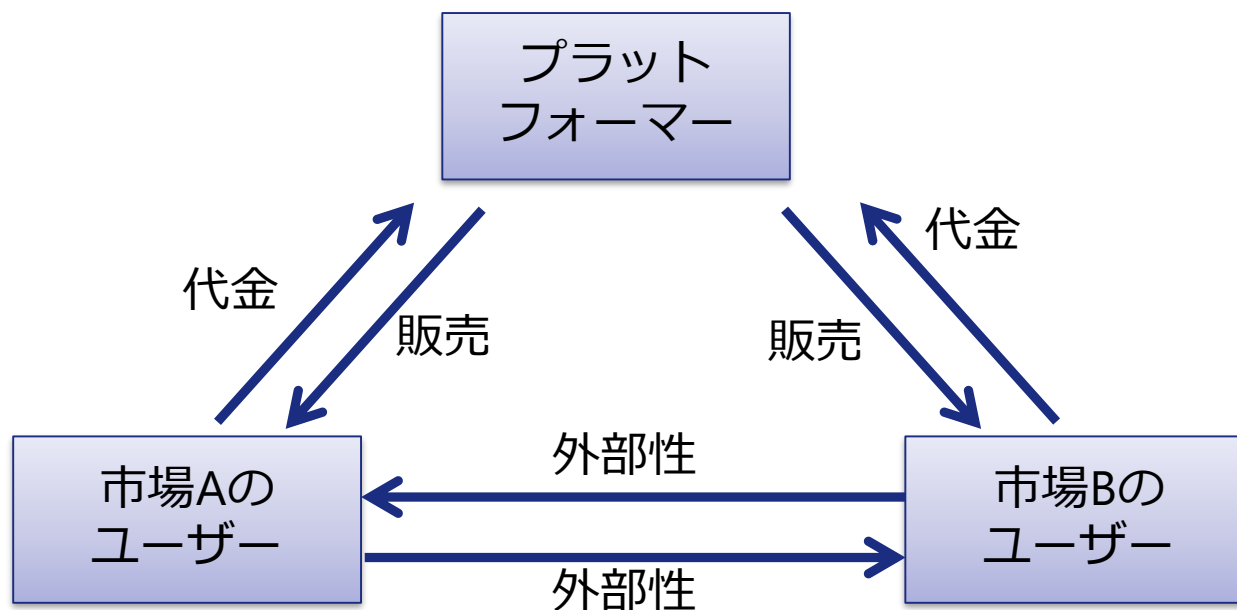 プラット
フォーマー
代金
代金
販売
販売
外部性
市場Aの
ユーザー
市場Bの
ユーザー
外部性